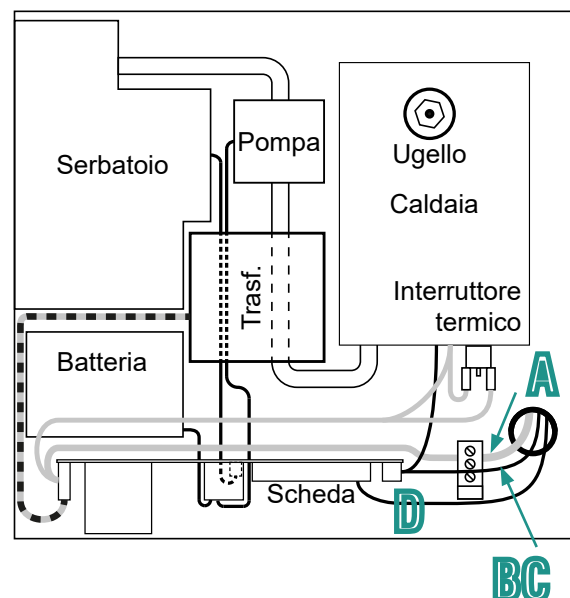 Serbatoio
Pompa
Ugello
Caldaia
Trasf.
Interruttore
termico
Batteria
A
Scheda
D
BC